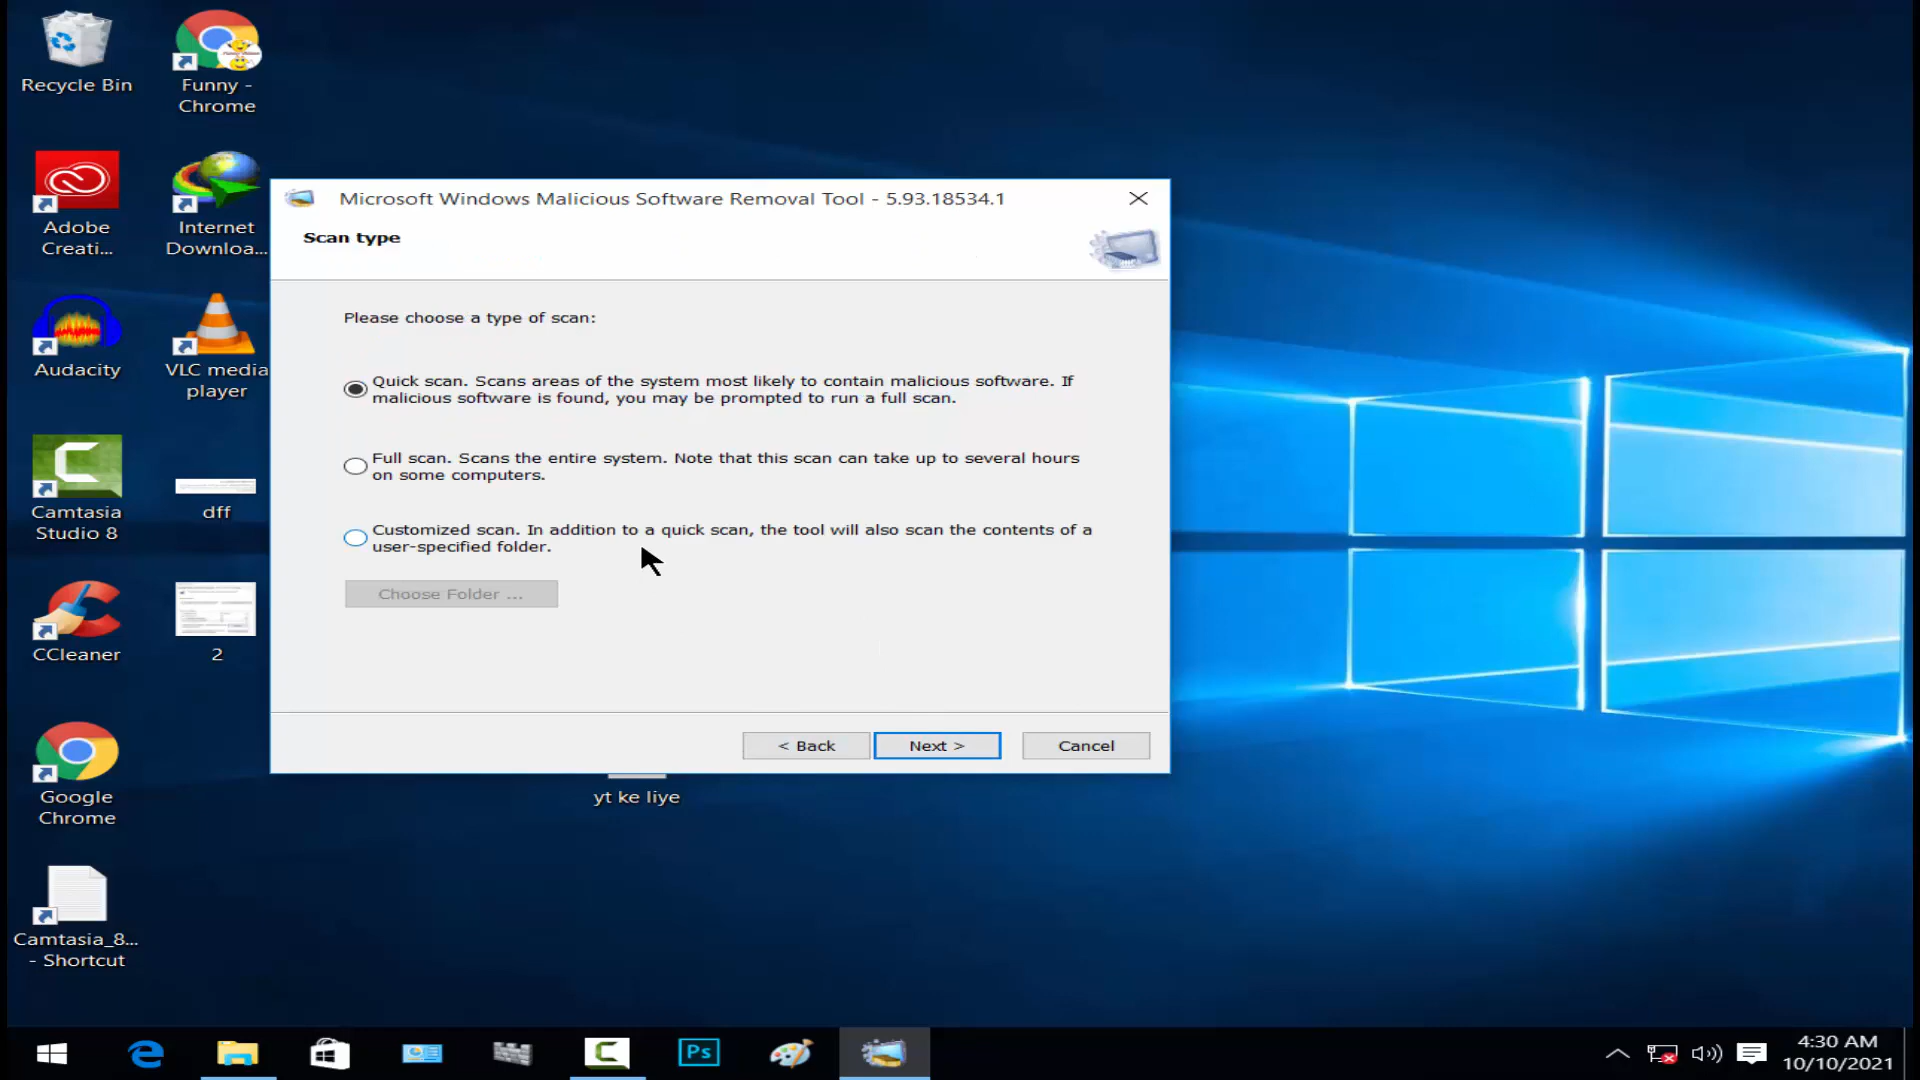 Recycle Bin
Funny -
Chrome
Adobe
Creati...
Internet
Downloa...
Audacity
VLC media
player
Camtasia
Studio 8
dff
CCleaner
2
Google
Chrome
Camtasia_8...
- Shortcut
Microsoft Windows Malicious Software Removal Tool - 5.93.18534.1
Scan type
Please choose a type of scan:
Quick scan. Scans areas of the system most likely to contain malicious software. If
malicious software is found, you may be prompted to run a full scan.
Full scan. Scans the entire system. Note that this scan can take up to several hours
on some computers.
Customized scan. In addition to a quick scan, the tool will also scan the contents of a
user-specified folder.
Choose Folder ...
< Back
Next >
Cancel
yt ke liye
Ps
4:30 AM
10/10/2021